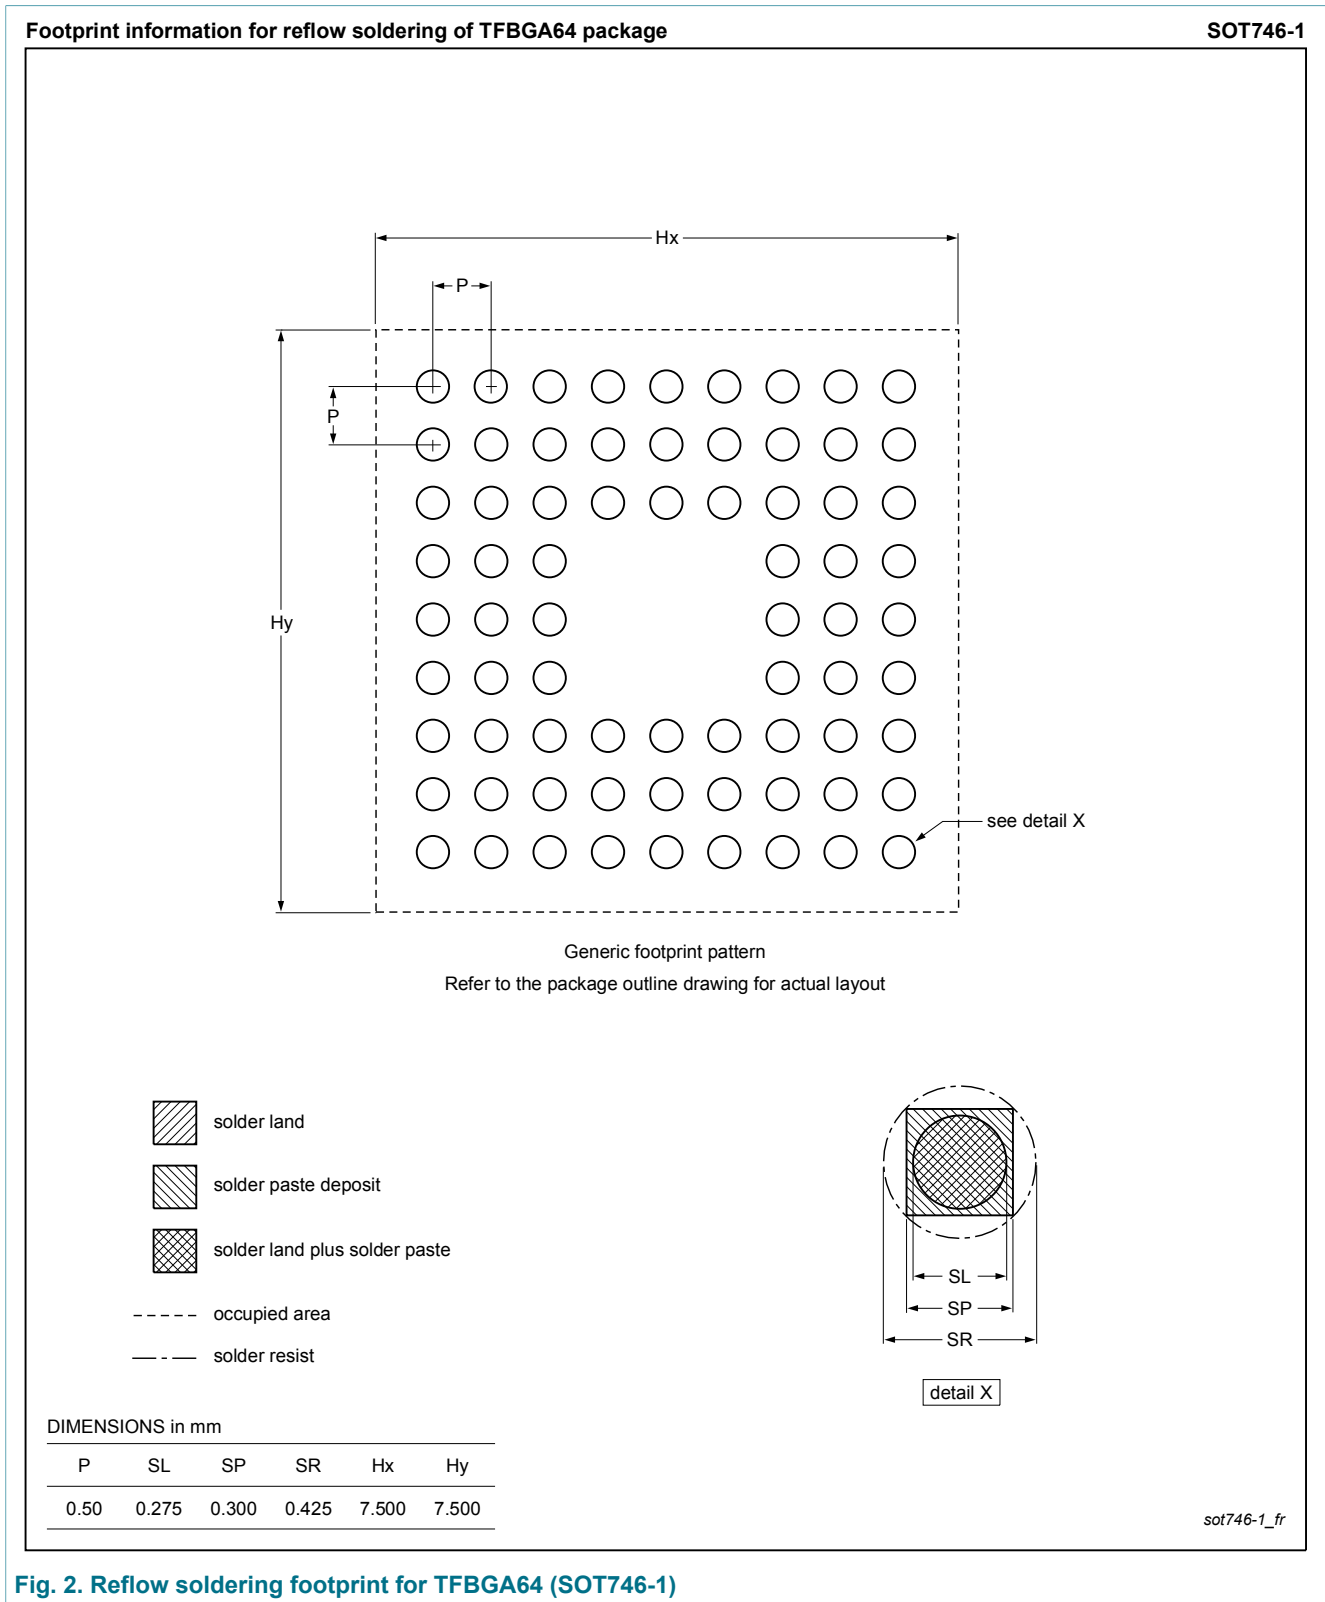 Footprint information for reflow soldering of TFBGA64 package SOT746-1
Hx
P
P
Hy
see detail X
Generic footprint pattern
Refer to the package outline drawing for actual layout
solder land
solder paste deposit
solder land plus solder paste
occupied area
solder resist
SL
SP
SR
detail X
DIMENSIONS in mm
P SL SP SR Hx Hy
0.50 0.275 0.300 0.425 7.500 7.500
sot746-1_fr
Fig. 2. Reflow soldering footprint for TFBGA64 (SOT746-1)